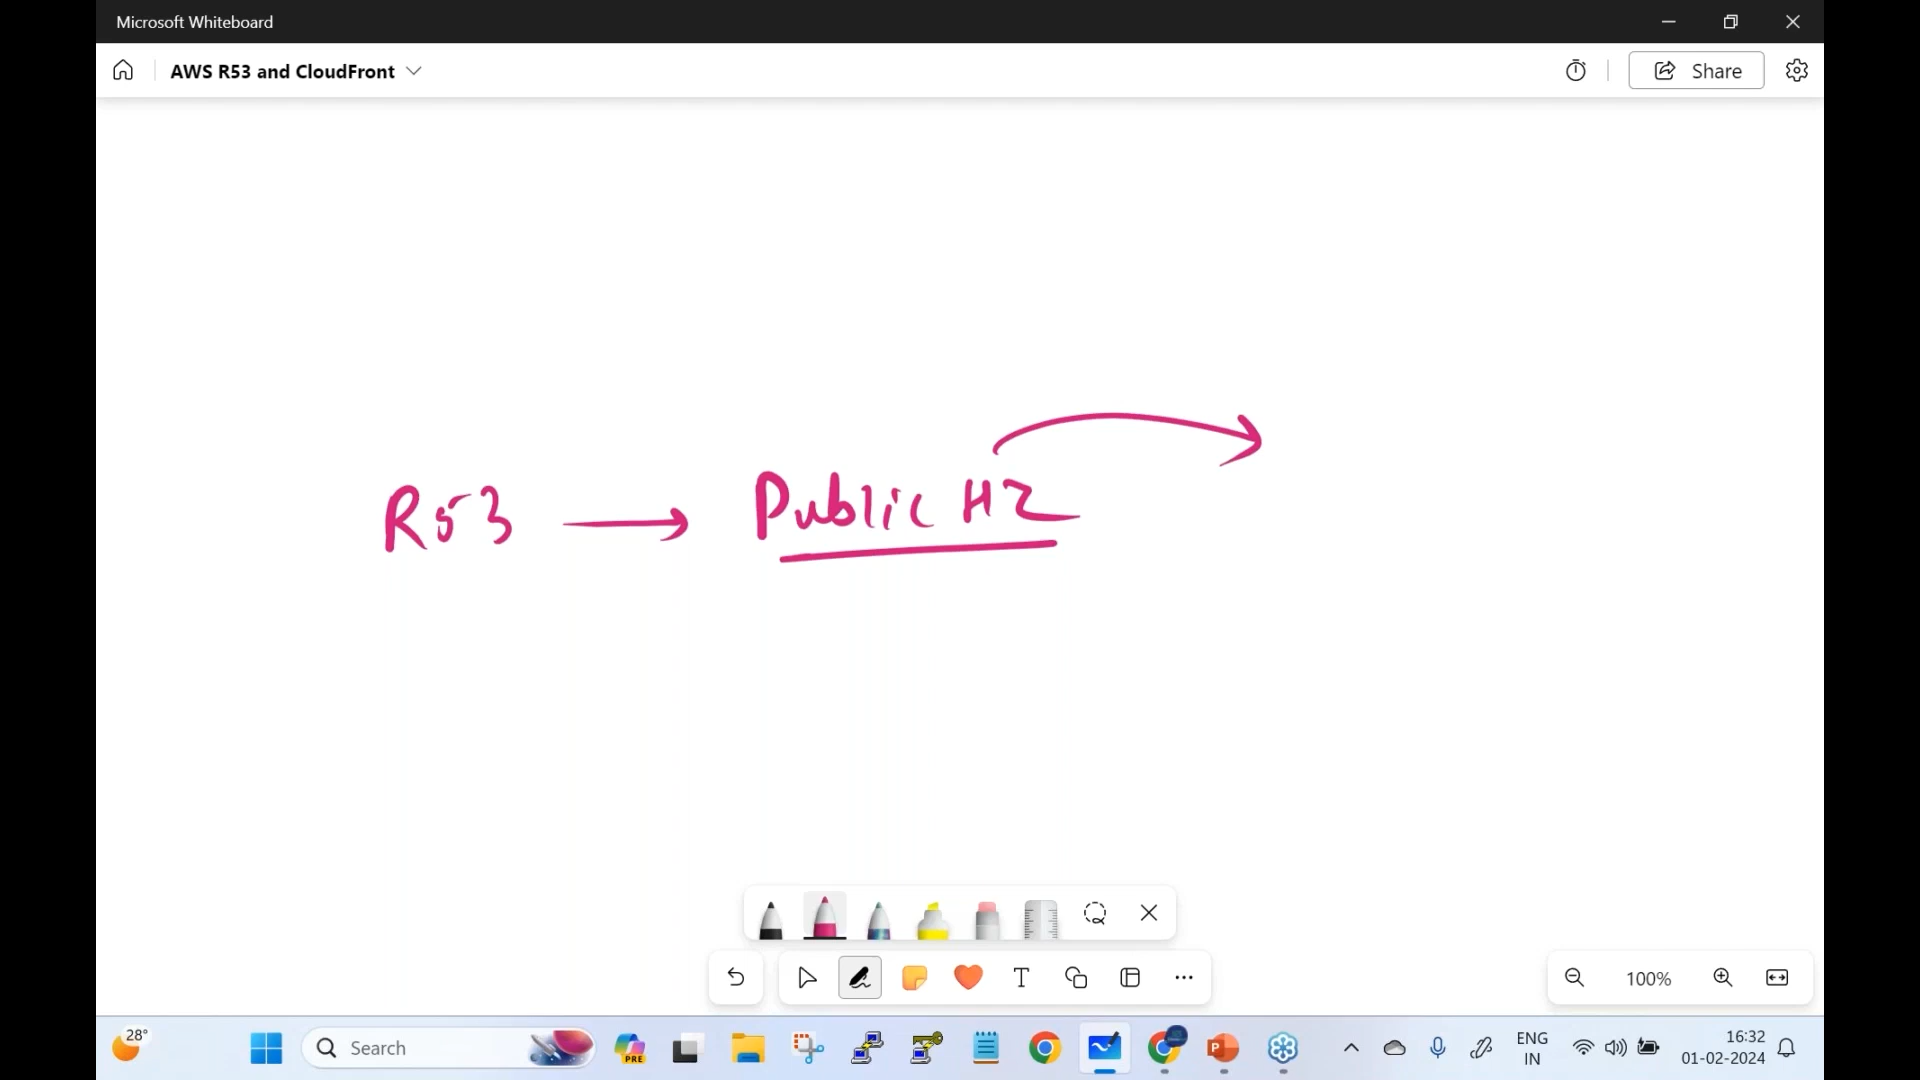 Microsoft Whiteboard
AWS R53 and CloudFront
Share
R53 → Public HZ
100%
28°
Search
PRE
ENG
IN
16:32
01-02-2024